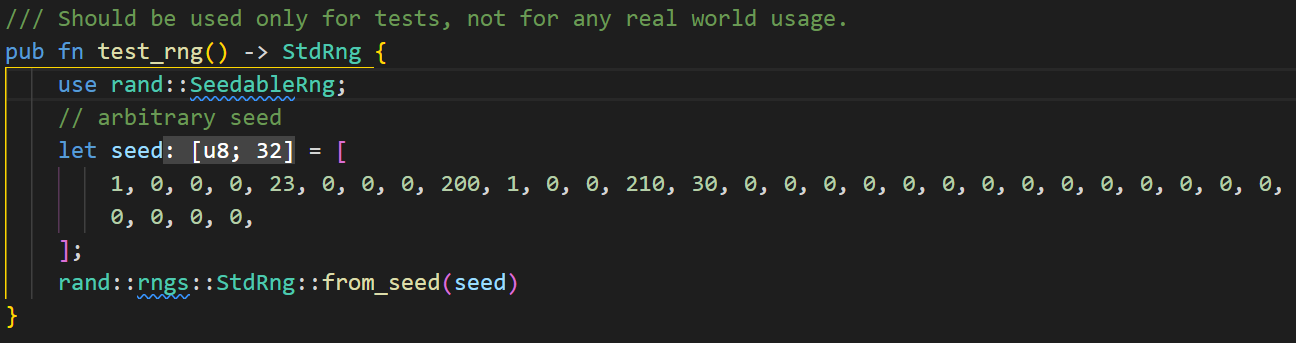 /// Should be used only for tests, not for any real world usage.
pub fn test_rng() -> StdRng {
    use rand::SeedableRng;
    // arbitrary seed
    let seed: [u8; 32] = [
        1, 0, 0, 0, 23, 0, 0, 0, 200, 1, 0, 0, 210, 30, 0, 0, 0, 0, 0, 0, 0, 0, 0, 0, 0, 0, 0, 0,
        0, 0, 0, 0,
    ];
    rand::rngs::StdRng::from_seed(seed)
}